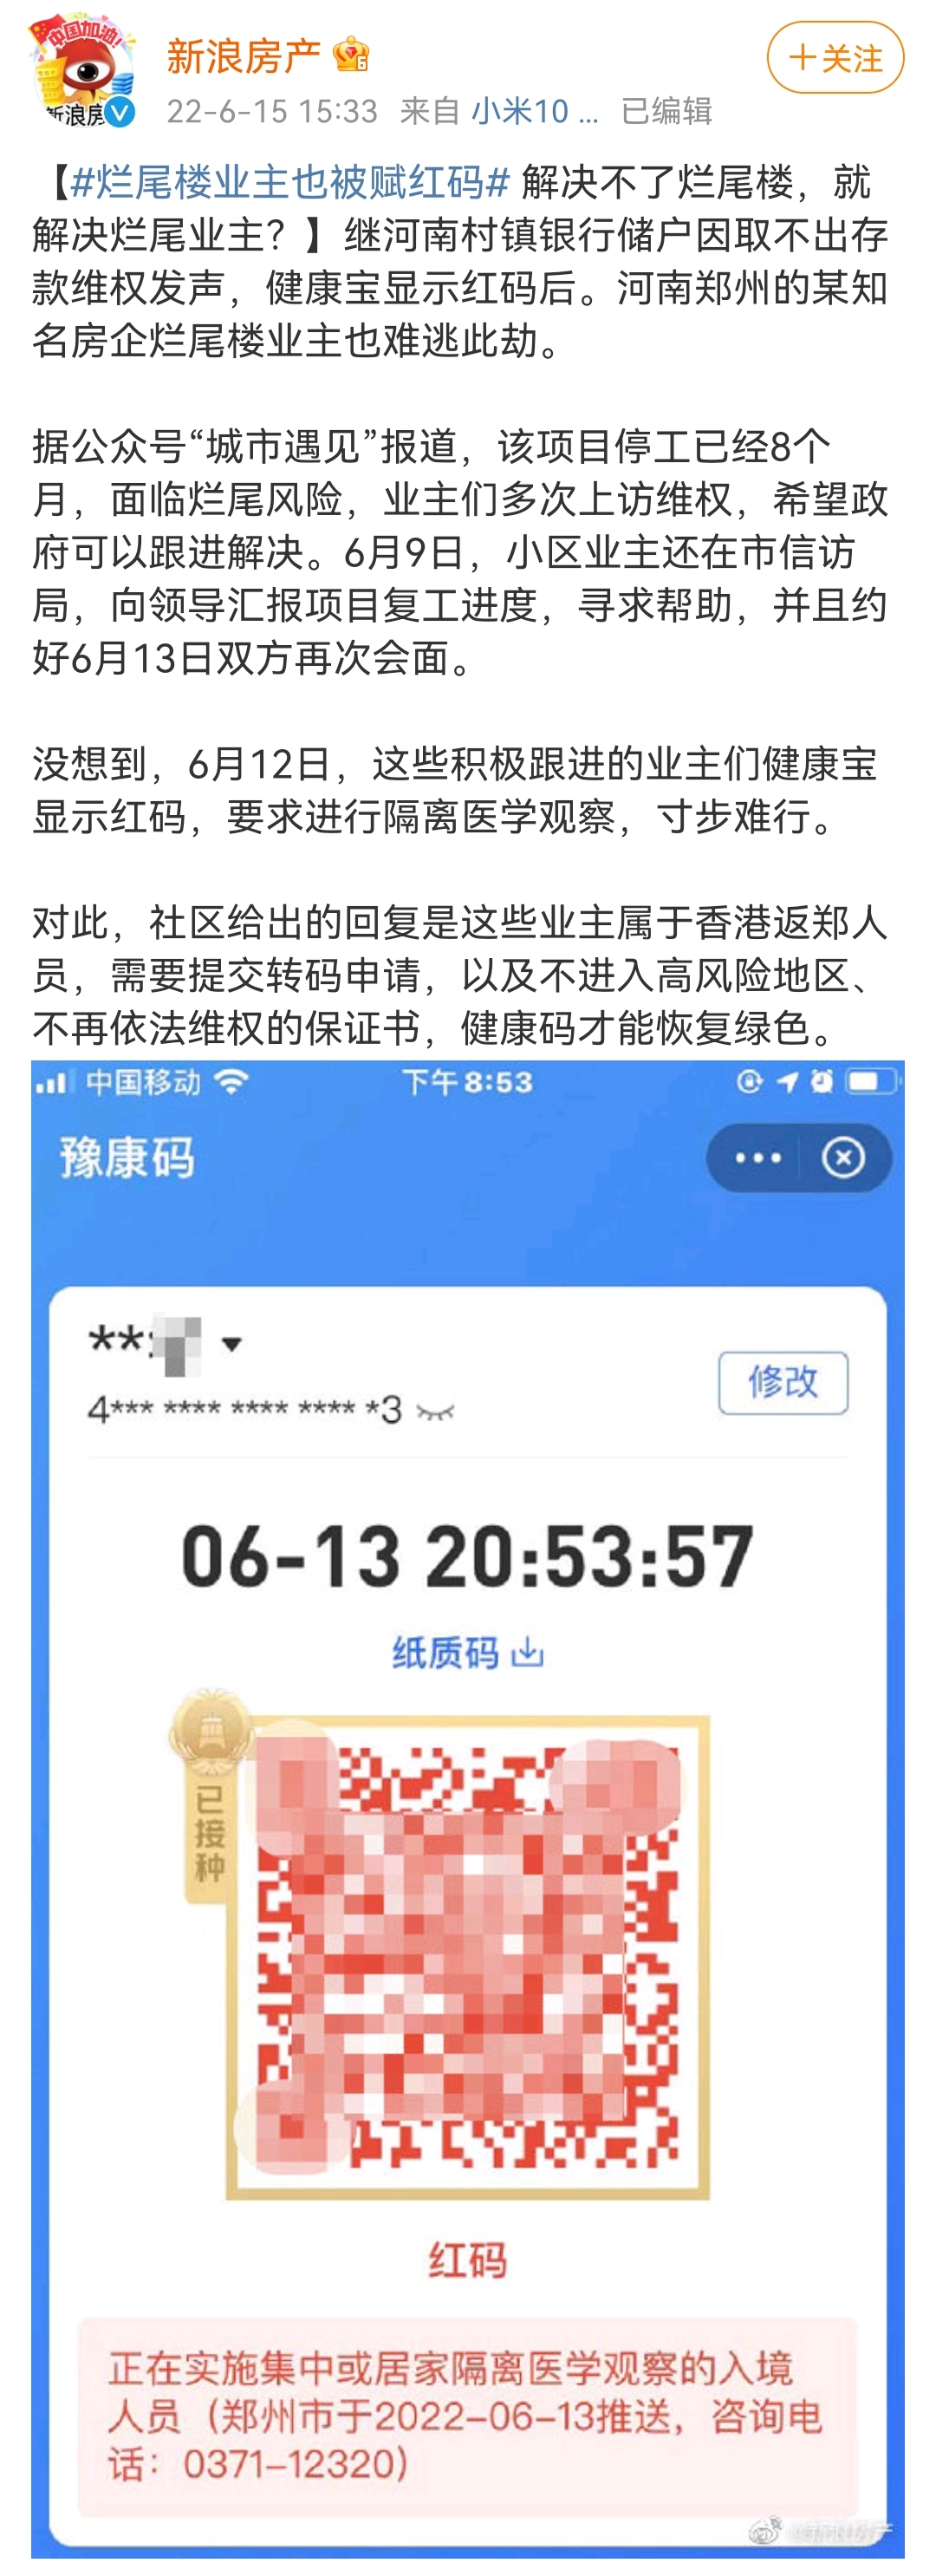 中国加油!
新浪房
新浪房产
6
+关注
22-6-15 15:33 来自 小米10 ... 已编辑
【#烂尾楼业主也被赋红码# 解决不了烂尾楼，就
解决烂尾业主？】继河南村镇银行储户因取不出存
款维权发声，健康宝显示红码后。河南郑州的某知
名房企烂尾楼业主也难逃此劫。
据公众号“城市遇见”报道，该项目停工已经8个
月，面临烂尾风险，业主们多次上访维权，希望政
府可以跟进解决。6月9日，小区业主还在市信访
局，向领导汇报项目复工进度，寻求帮助，并且约
好6月13日双方再次会面。
没想到，6月12日，这些积极跟进的业主们健康宝
显示红码，要求进行隔离医学观察，寸步难行。
对此，社区给出的回复是这些业主属于香港返郑人
员，需要提交转码申请，以及不进入高风险地区、
不再依法维权的保证书，健康码才能恢复绿色。
中国移动 下午8:53
豫康码
**
4*** **** **** **** *3
修改
06-13 20:53:57
纸质码
已接种
红码
正在实施集中或居家隔离医学观察的入境
人员（郑州市于2022-06-13推送，咨询电
话：0371-12320)